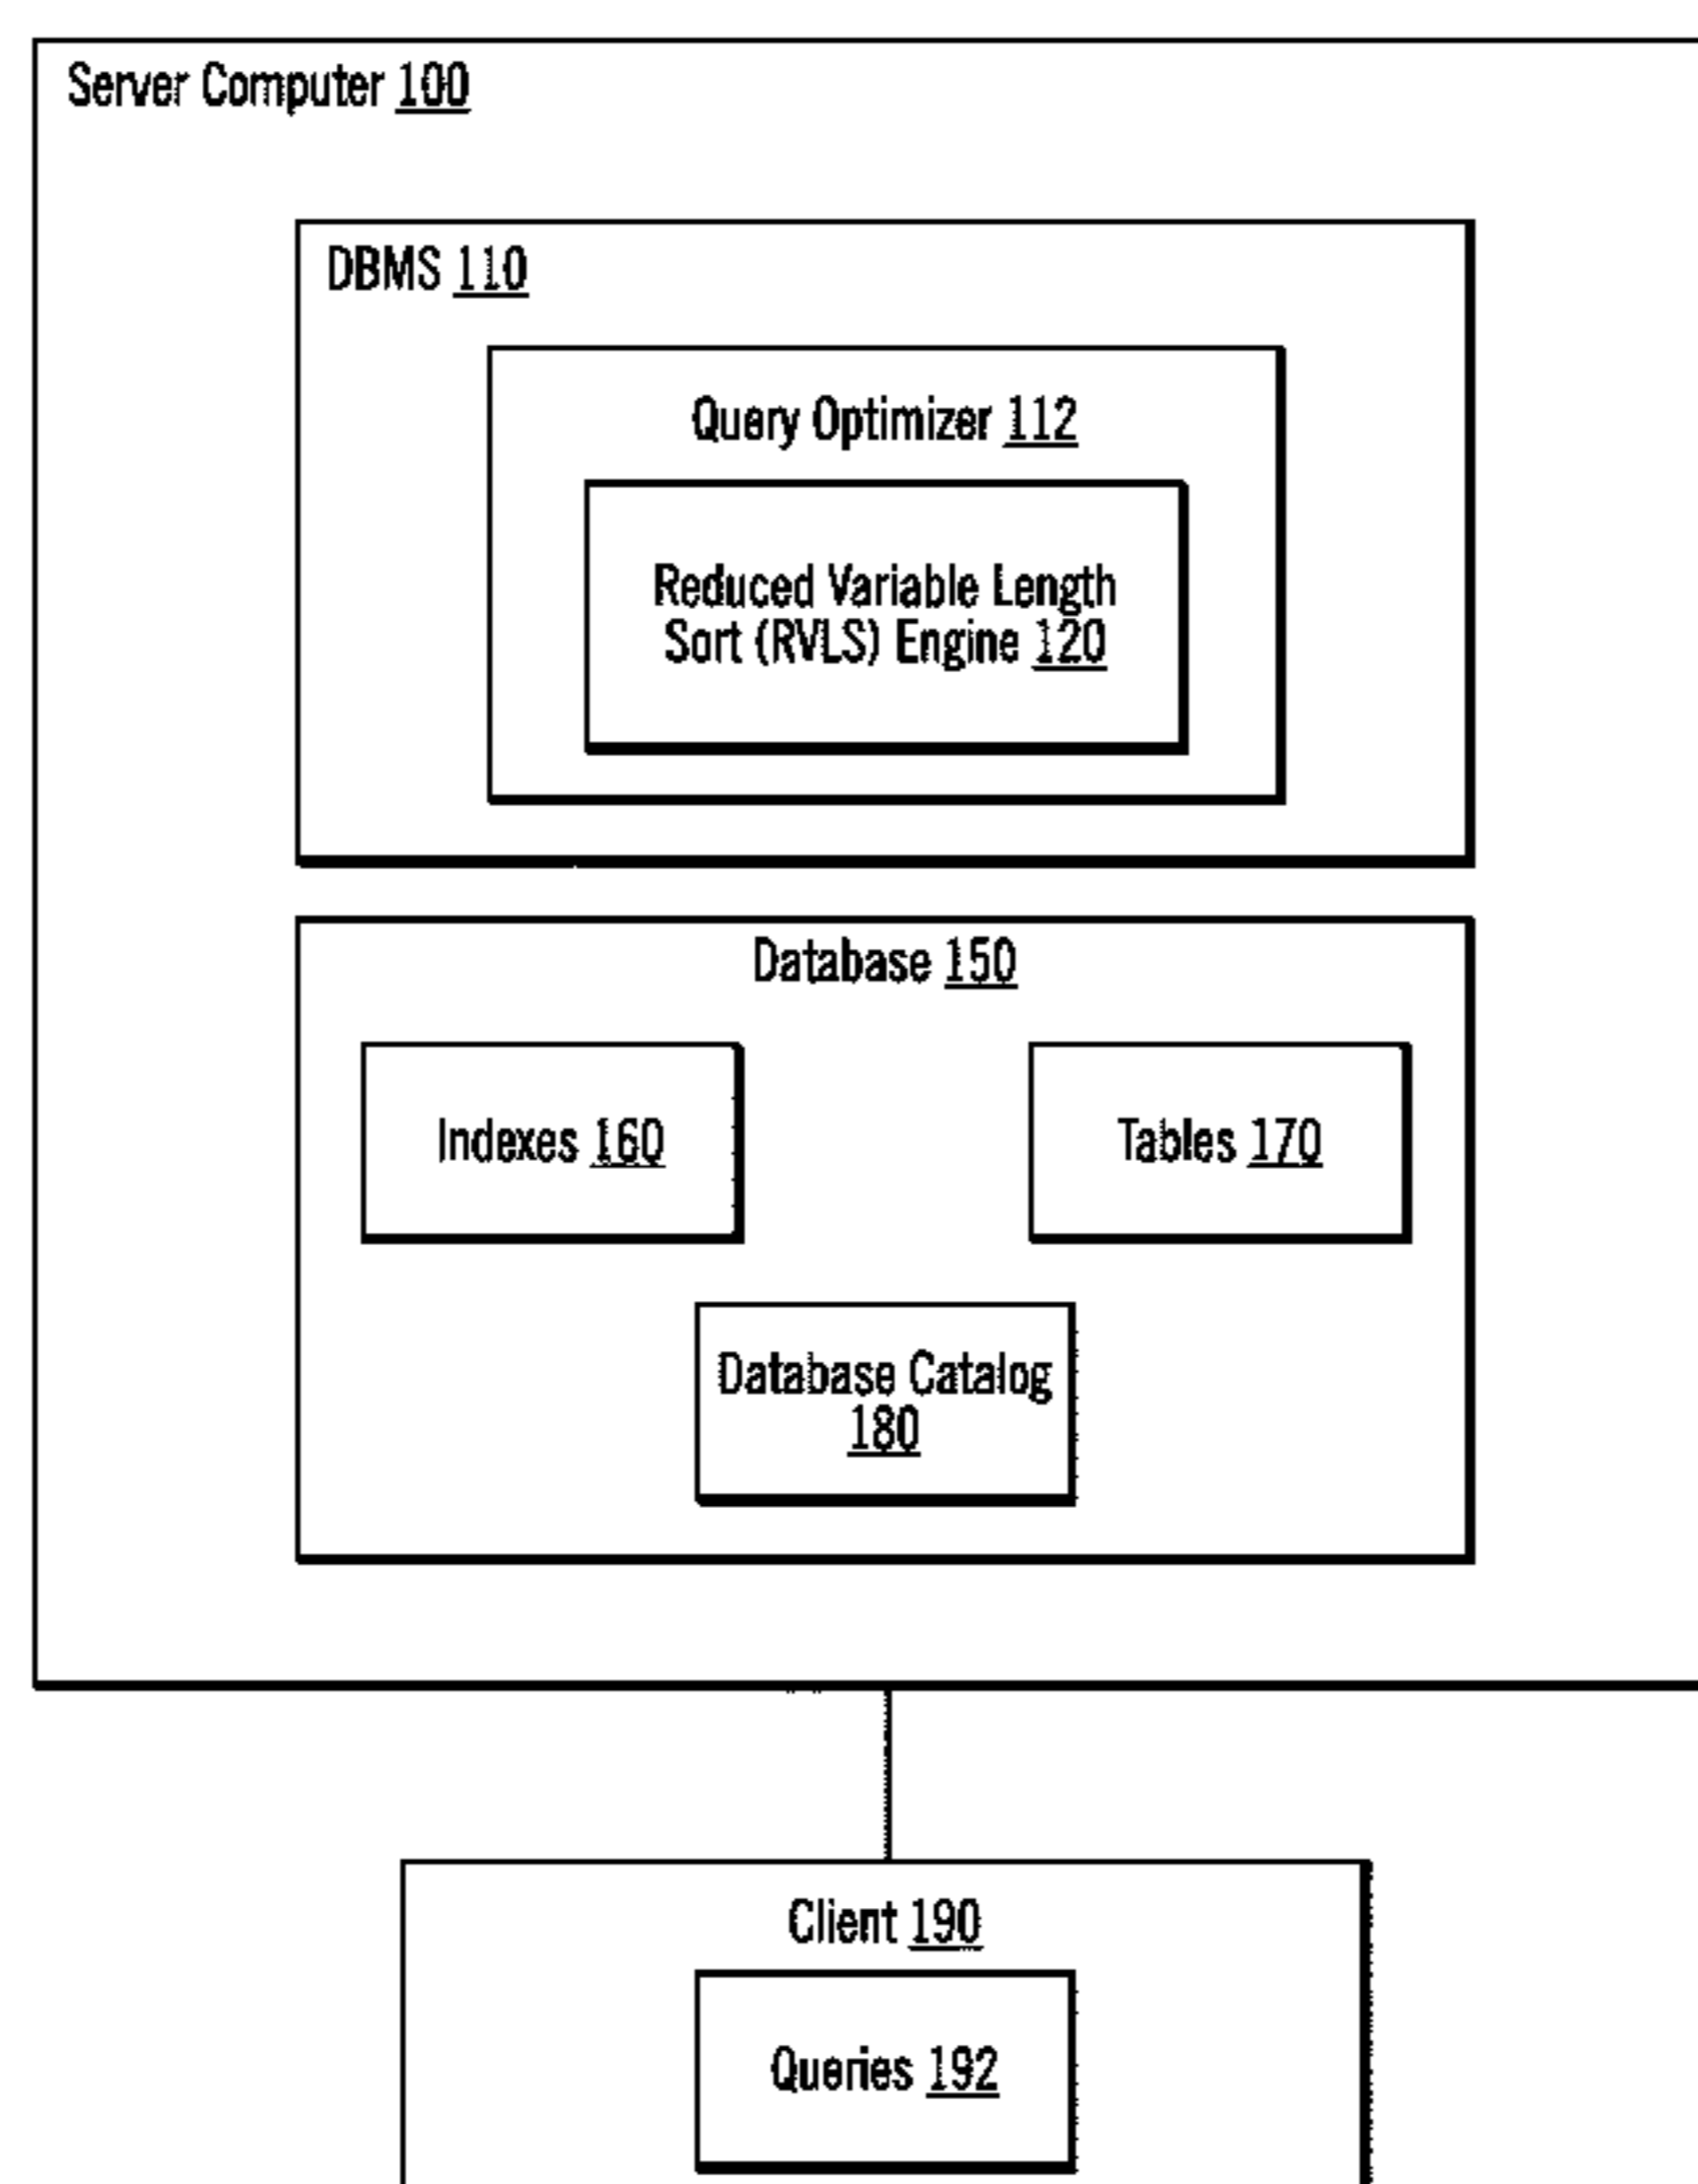 Server Computer 100
DBMS 110
Query Optimizer 112
Reduced Variable Length
Sort (RVLS) Engine 120
Database 150
Indexes 160
Tables 170
Database Catalog
180
Client 190
Queries 192